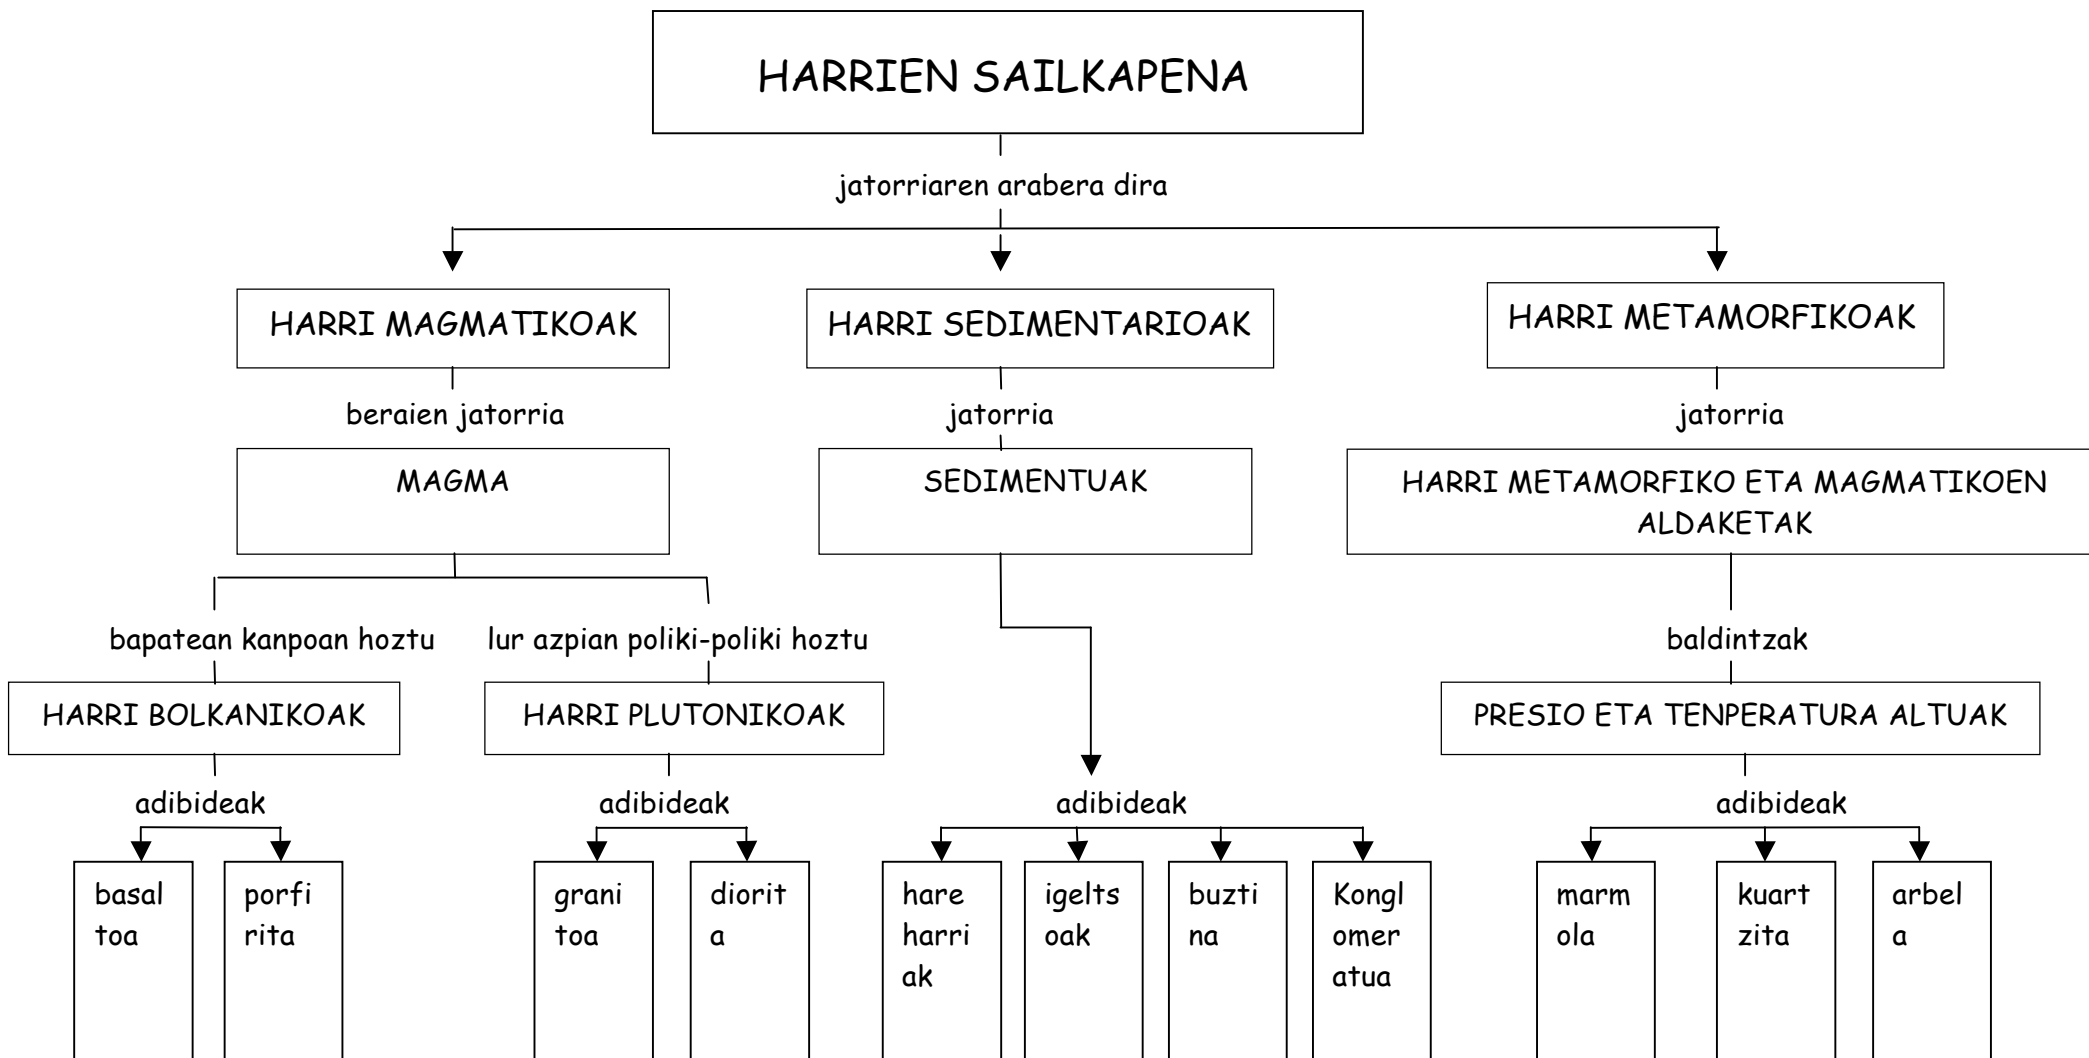 HARRIEN SAILKAPENA
jatorriaren arabera dira
HARRI MAGMATIKOAK
HARRI SEDIMENTARIOAK
HARRI METAMORFIKOAK
beraien jatorria
jatorria
jatorria
MAGMA
SEDIMENTUAK
HARRI METAMORFIKO ETA MAGMATIKOEN
ALDAKETAK
bapatean kanpoan hoztu
lur azpian poliki-poliki hoztu
baldintzak
HARRI BOLKANIKOAK
HARRI PLUTONIKOAK
PRESIO ETA TENPERATURA ALTUAK
adibideak
adibideak
adibideak
adibideak
basal
toa
porfi
rita
grani
toa
diorit
a
hare
harri
ak
igelts
oak
buzti
na
Kongl
omer
atua
marm
ola
kuart
zita
arbel
a